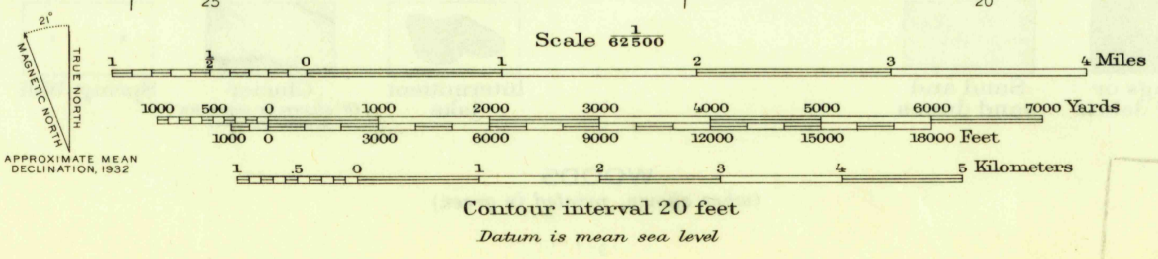 25 20
21°
MAGNETIC NORTH
TRUE NORTH
APPROXIMATE MEAN
DECLINATION, 1932
Scale 1/62500
1 ½ 0 1 2 3 4 Miles
1000 500 0 1000 2000 3000 4000 5000 6000 7000 Yards
1000 0 3000 6000 9000 12000 15000 18000 Feet
1 .5 0 1 2 3 4 5 Kilometers
Contour interval 20 feet
Datum is mean sea level